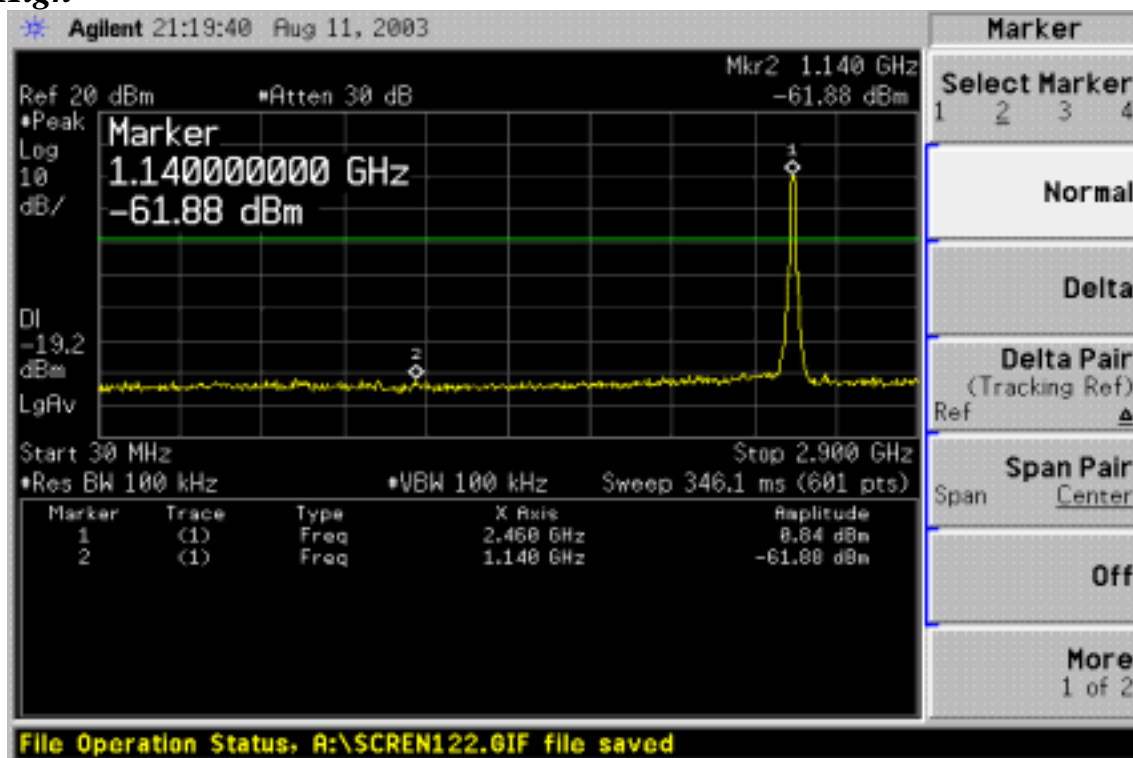 Agilent 21:19:40 Aug 11, 2003
Mkr2 1.140 GHz
Ref 20 dBm #Atten 30 dB -61.88 dBm
#Peak
Log
10
dB/
Marker
1.140000000 GHz
-61.88 dBm
1
2
DI
-19.2
dBm
LgAv
Start 30 MHz Stop 2.900 GHz
#Res BW 100 kHz #VBW 100 kHz Sweep 346.1 ms (601 pts)
Marker Trace Type X Axis Amplitude
1 (1) Freq 2.460 GHz 0.84 dBm
2 (1) Freq 1.140 GHz -61.88 dBm
Marker
Select Marker
1 2 3 4
Normal
Delta
Delta Pair
(Tracking Ref)
Ref Δ
Span Pair
Span Center
Off
More
1 of 2
File Operation Status, A:\SCREN122.GIF file saved